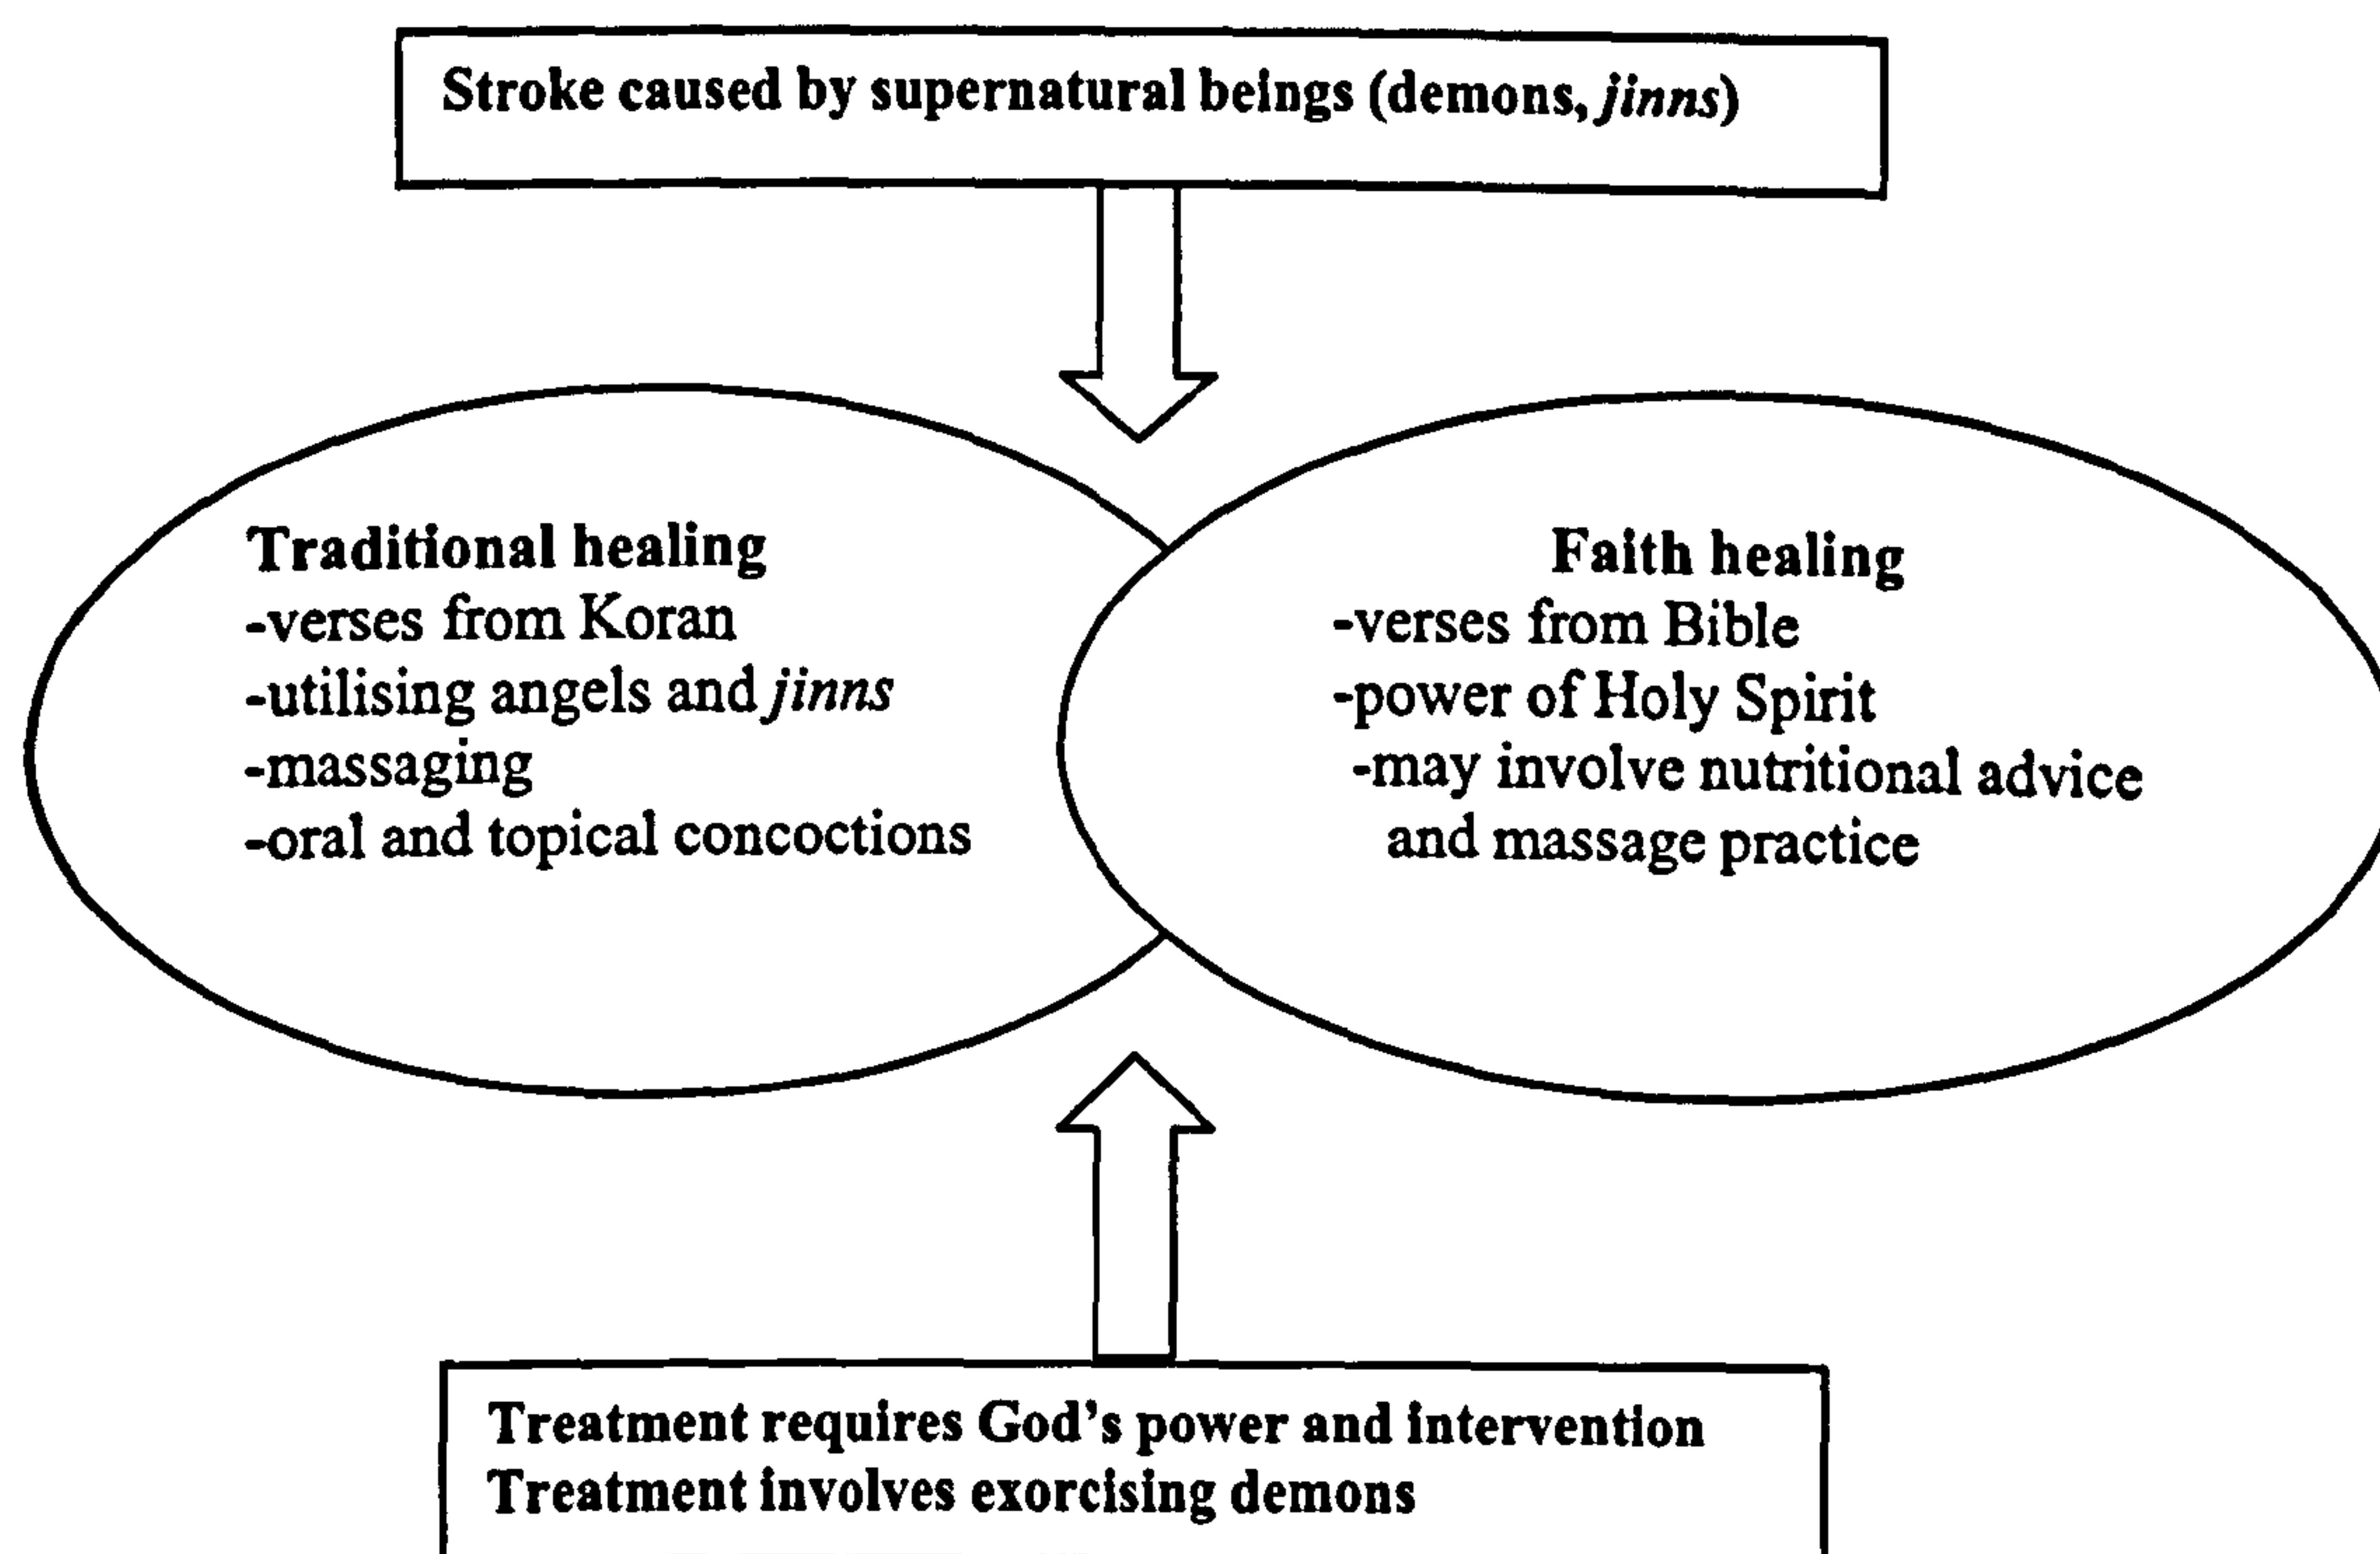 Stroke caused by supernatural beings (demons, jinns)
Traditional healing
-verses from Koran
-utilising angels and jinns
-massaging
-oral and topical concoctions
Faith healing
-verses from Bible
-power of Holy Spirit
-may involve nutritional advice
and massage practice
Treatment requires God's power and intervention
Treatment involves exorcising demons